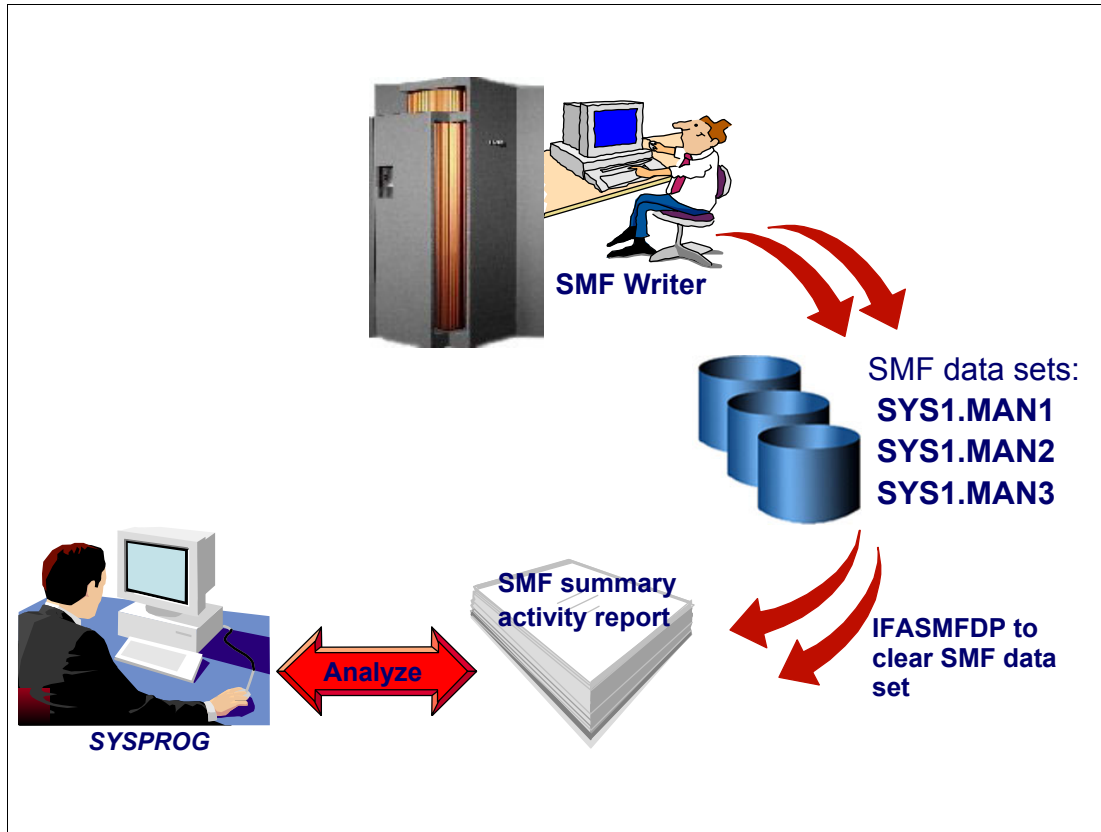 SMF Writer
SMF data sets:
SYS1.MAN1
SYS1.MAN2
SYS1.MAN3
SMF summary
activity report
IFASMFDP to
clear SMF data
set
Analyze
SYSPROG